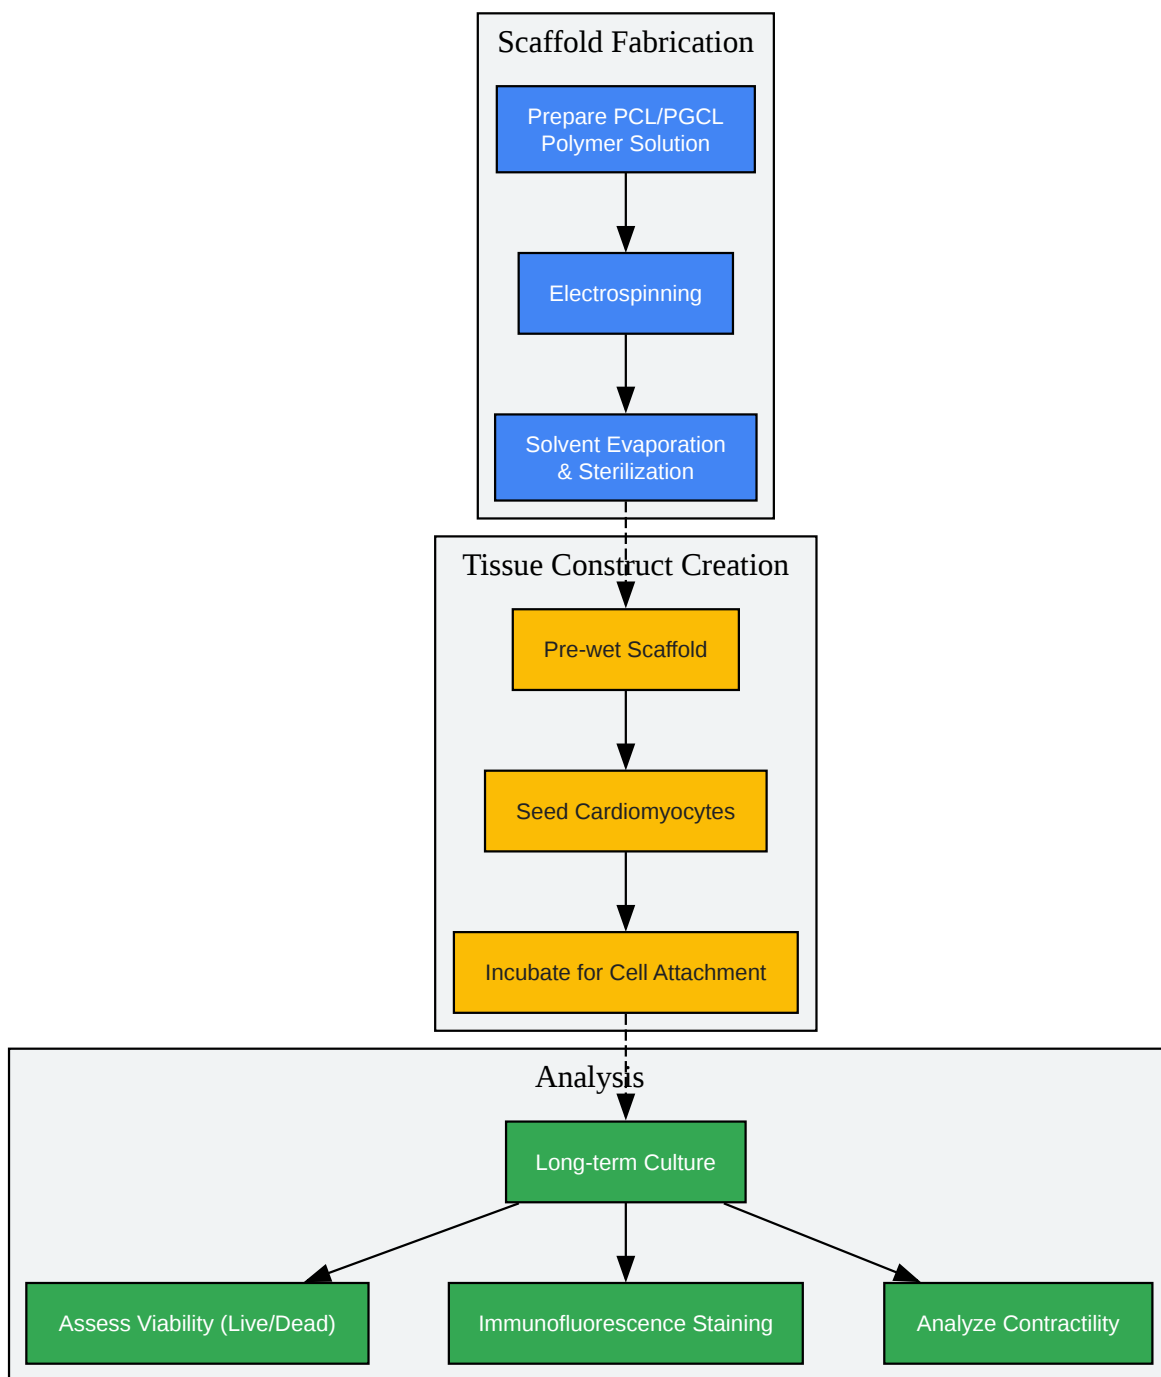 Scaffold Fabrication
Prepare PCL/PGCL
Polymer Solution
Electrospinning
Solvent Evaporation
& Sterilization
Tissue Construct Creation
Pre-wet Scaffold
Seed Cardiomyocytes
Incubate for Cell Attachment
Analysis
Long-term Culture
Assess Viability (Live/Dead)
Immunofluorescence Staining
Analyze Contractility